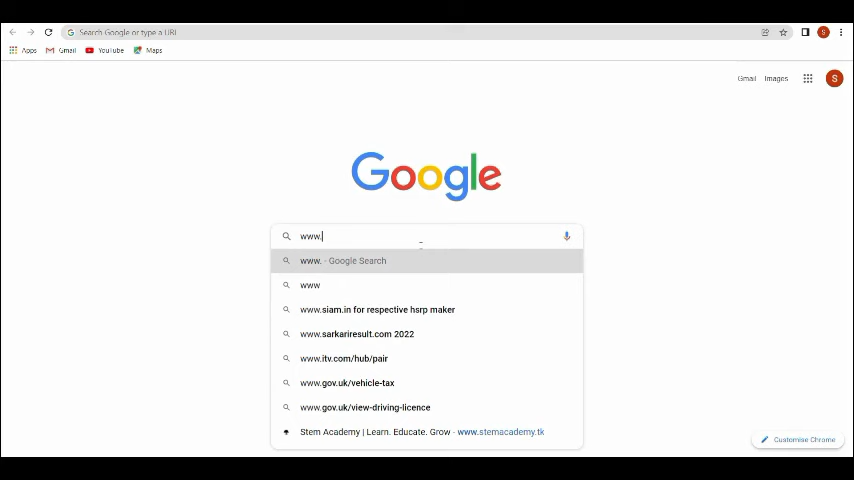 Search Google or type a URL
S
Apps Gmail YouTube Maps
Gmail Images
S
Google
www.
www. - Google Search
www
www.siam.in for respective hsrp maker
www.sarkariresult.com 2022
www.itv.com/hub/pair
www.gov.uk/vehicle-tax
www.gov.uk/view-driving-licence
Stem Academy | Learn. Educate. Grow - www.stemacademy.tk
Customise Chrome